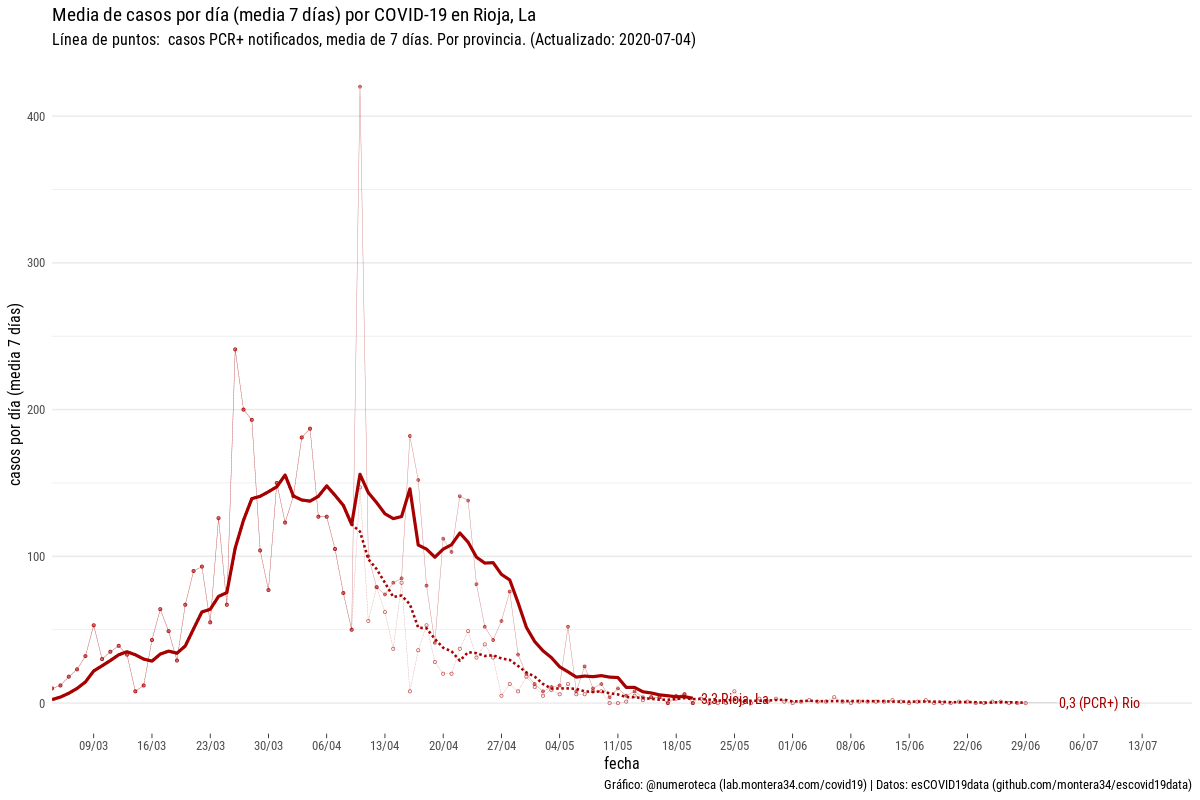 Media de casos por día (media 7 días) por COVID-19 en Rioja, La
Línea de puntos:  casos PCR+ notificados, media de 7 días. Por provincia. (Actualizado: 2020-07-04)
casos por día (media 7 días)
400
300
200
100
0
3,3 Rioja, La
0,3 (PCR+) Rio
09/03 16/03 23/03 30/03 06/04 13/04 20/04 27/04 04/05 11/05 18/05 25/05 01/06 08/06 15/06 22/06 29/06 06/07 13/07
fecha
Gráfico: @numeroteca (lab.montera34.com/covid19) | Datos: esCOVID19data (github.com/montera34/escovid19data)